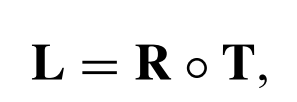 L = R ∘ T,